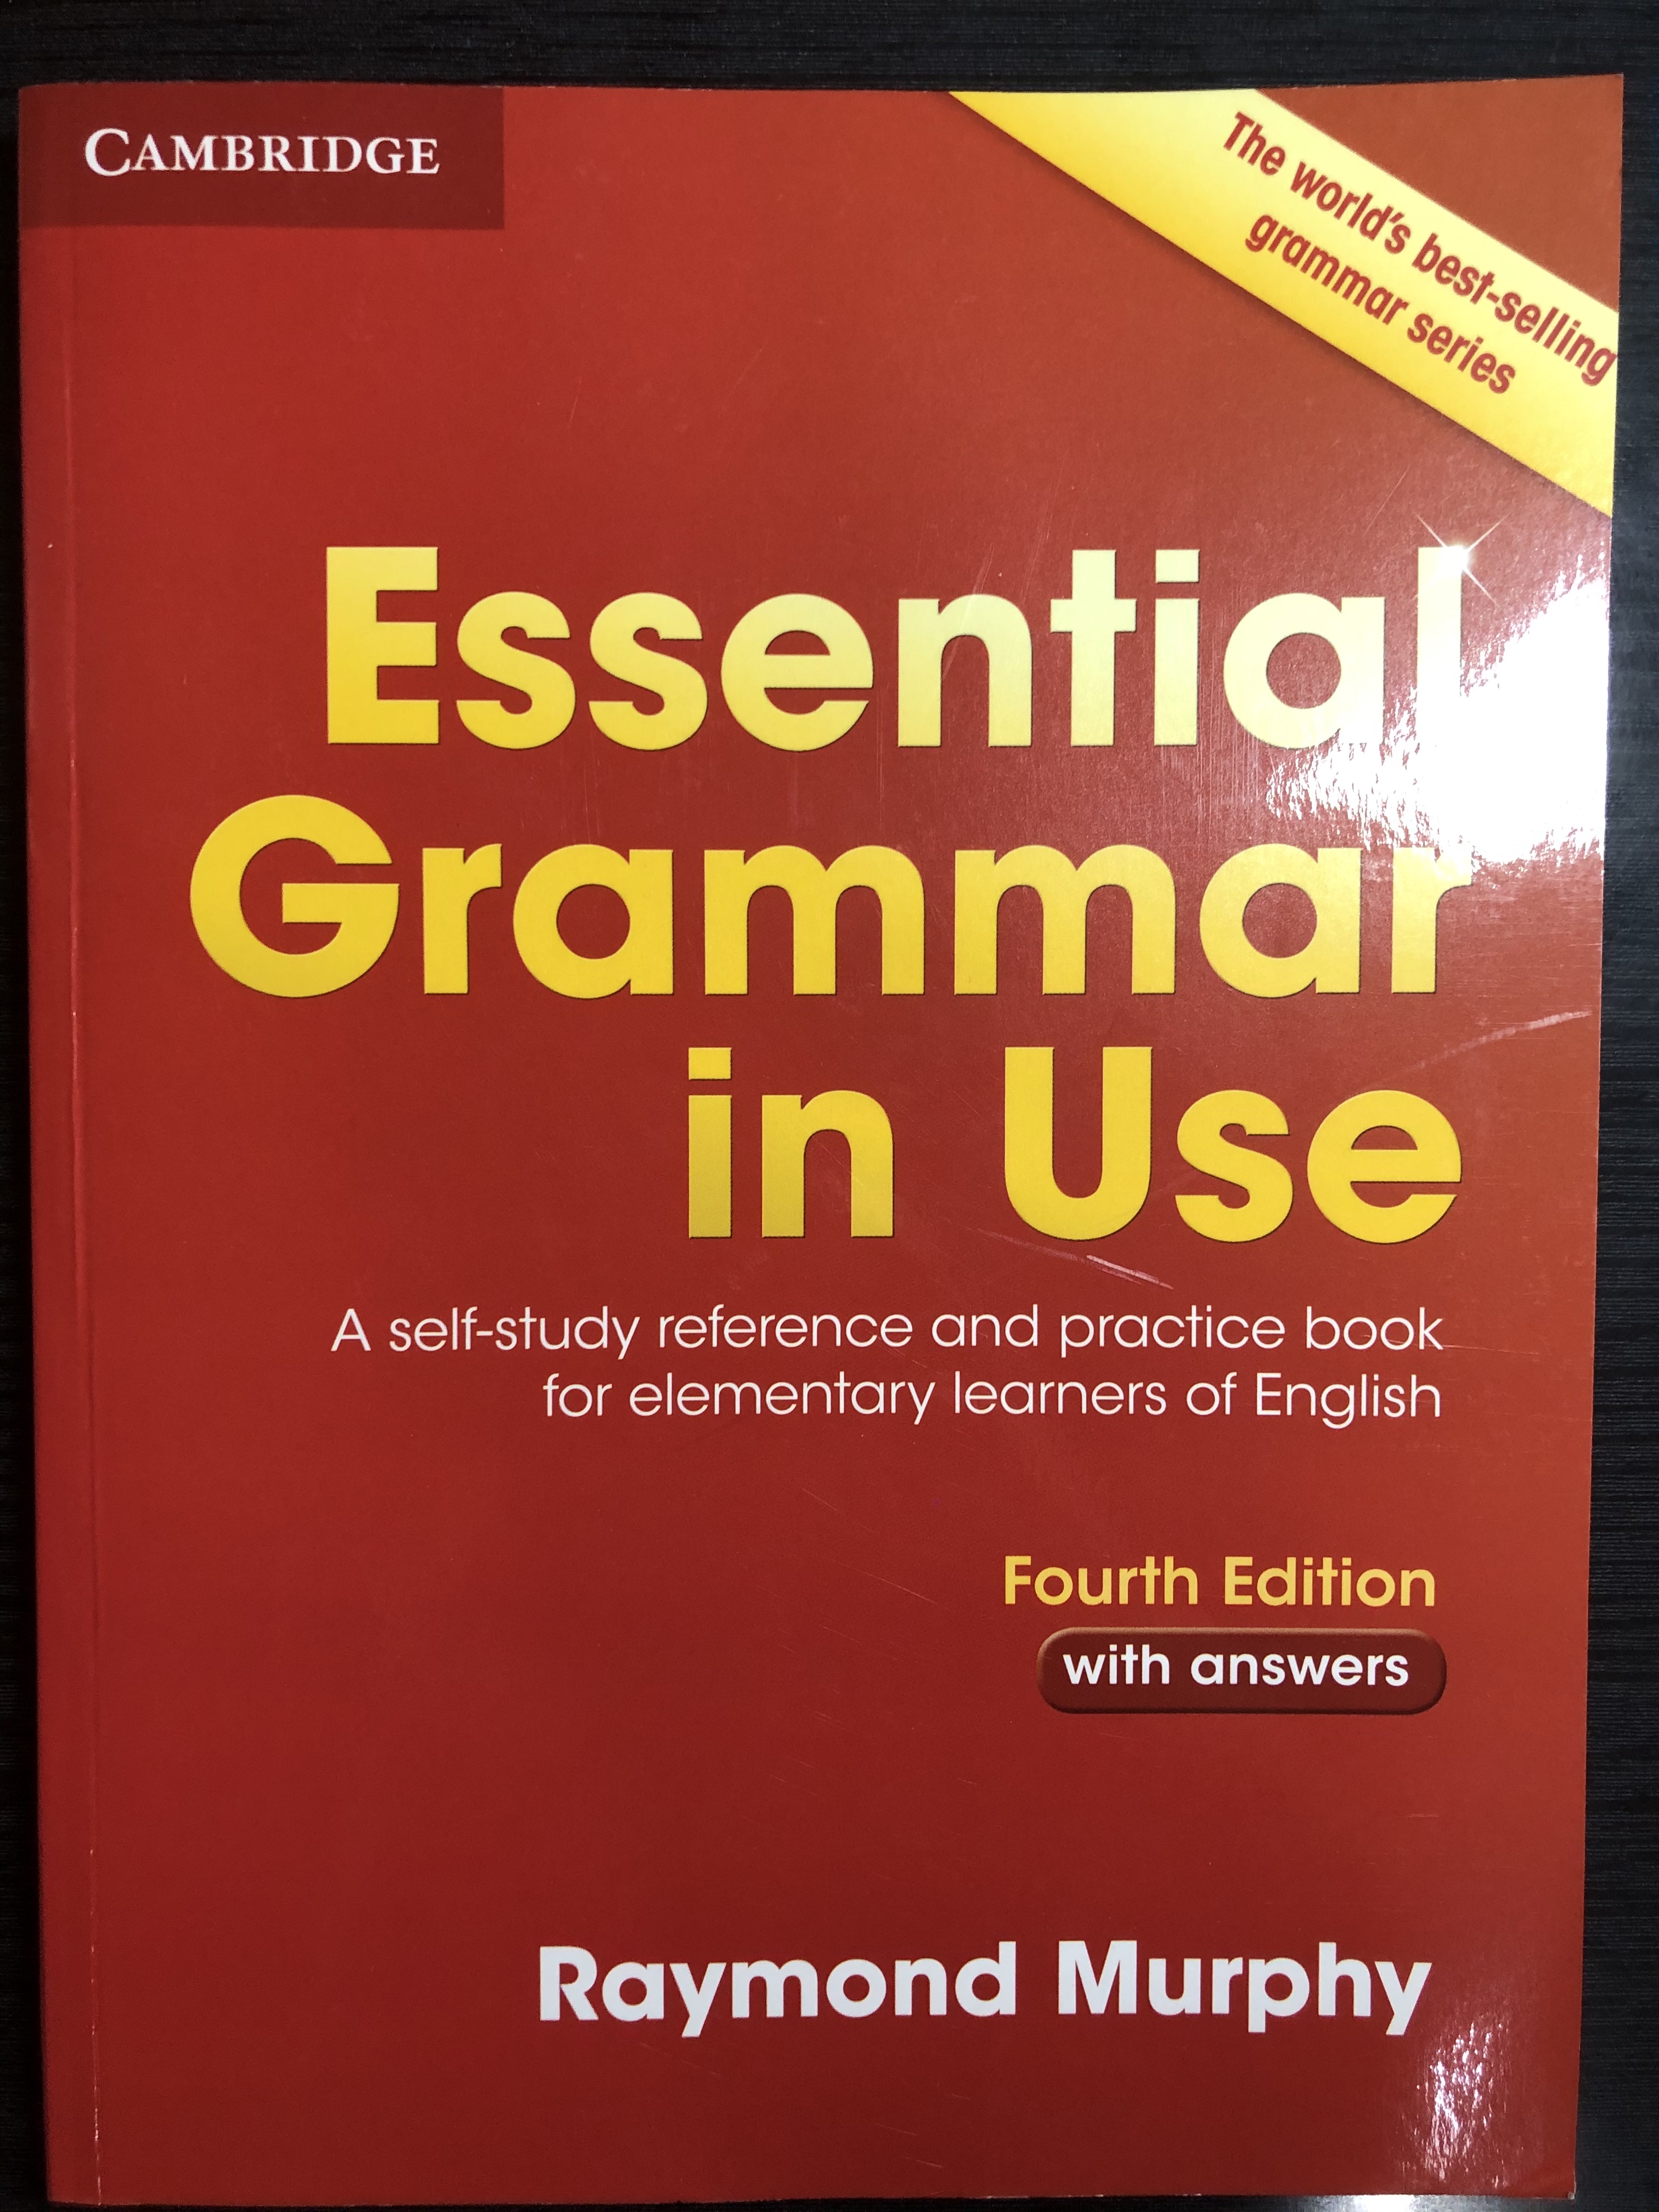 CAMBRIDGE
The world's best-selling
grammar series
Essential
Grammar
in Use
A self-study reference and practice book
for elementary learners of English
Fourth Edition
with answers
Raymond Murphy